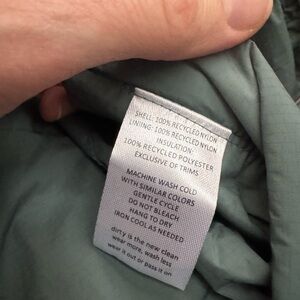 SHELL: 100% RECYCLED NYLON
LINING: 100% RECYCLED NYLON
INSULATION:
100% RECYCLED POLYESTER
EXCLUSIVE OF TRIMS
MACHINE WASH COLD
WITH SIMILAR COLORS
GENTLE CYCLE
DO NOT BLEACH
HANG TO DRY
IRON COOL AS NEEDED
dirty is the new clean
wear more, wash less
wear it out or pass it on